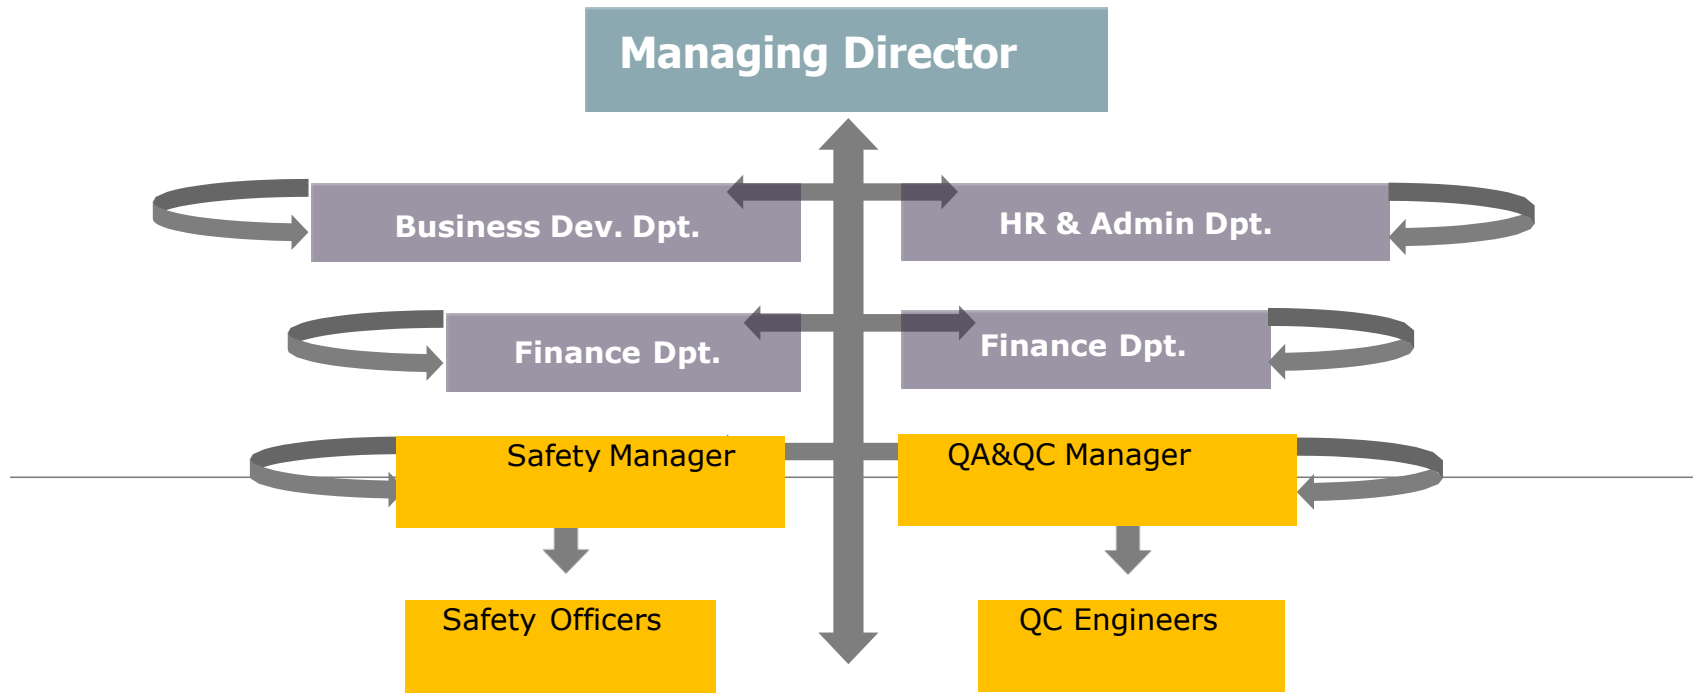 Managing Director
Business Dev. Dpt.
HR & Admin Dpt.
Finance Dpt.
Finance Dpt.
Safety Manager
QA&QC Manager
Safety Officers
QC Engineers